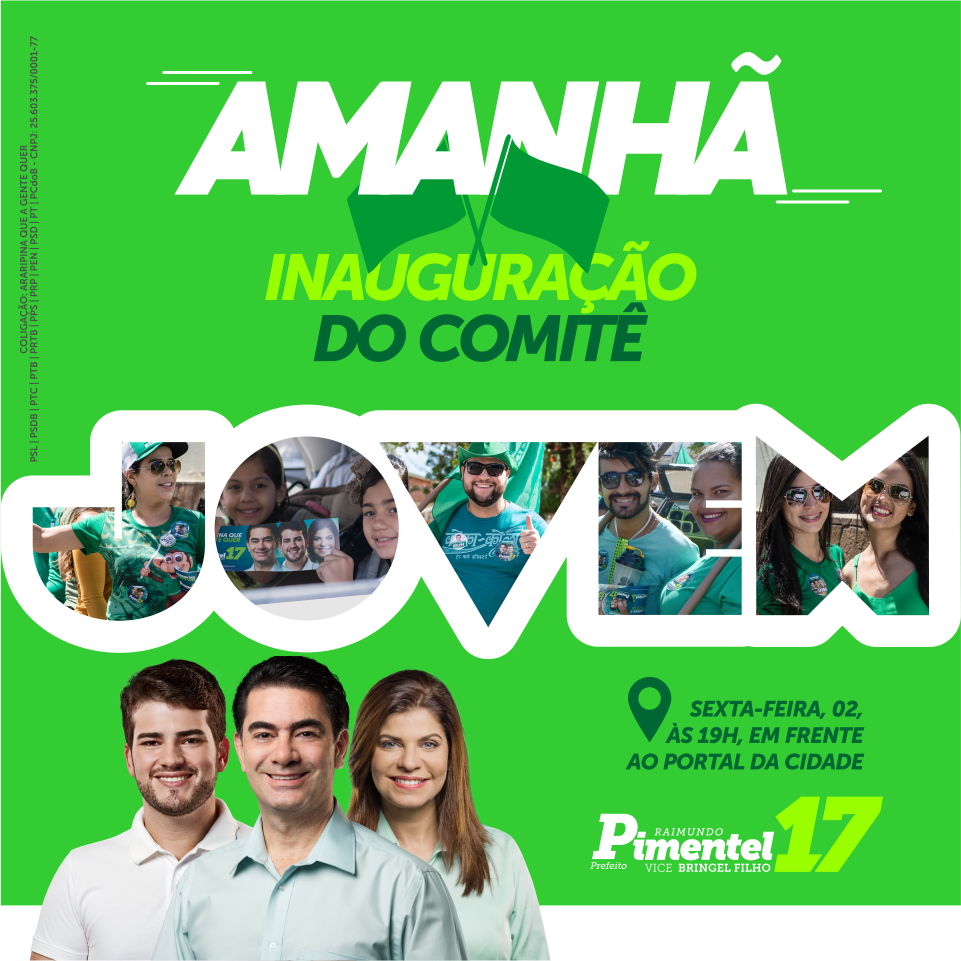 COLIGAÇÃO: ARARIPINA QUE A GENTE QUER
PSL | PSDB | PTC | PTB | PRTB | PPS | PRP | PEN | PSD | PT | PCdoB - CNPJ: 25.603.375/0001-77
AMANHÃ
INAUGURAÇÃO
DO COMITÊ
JOVEM
17
SEXTA-FEIRA, 02,
ÀS 19H, EM FRENTE
AO PORTAL DA CIDADE
RAIMUNDO
Pimentel 17
Prefeito VICE BRINGEL FILHO